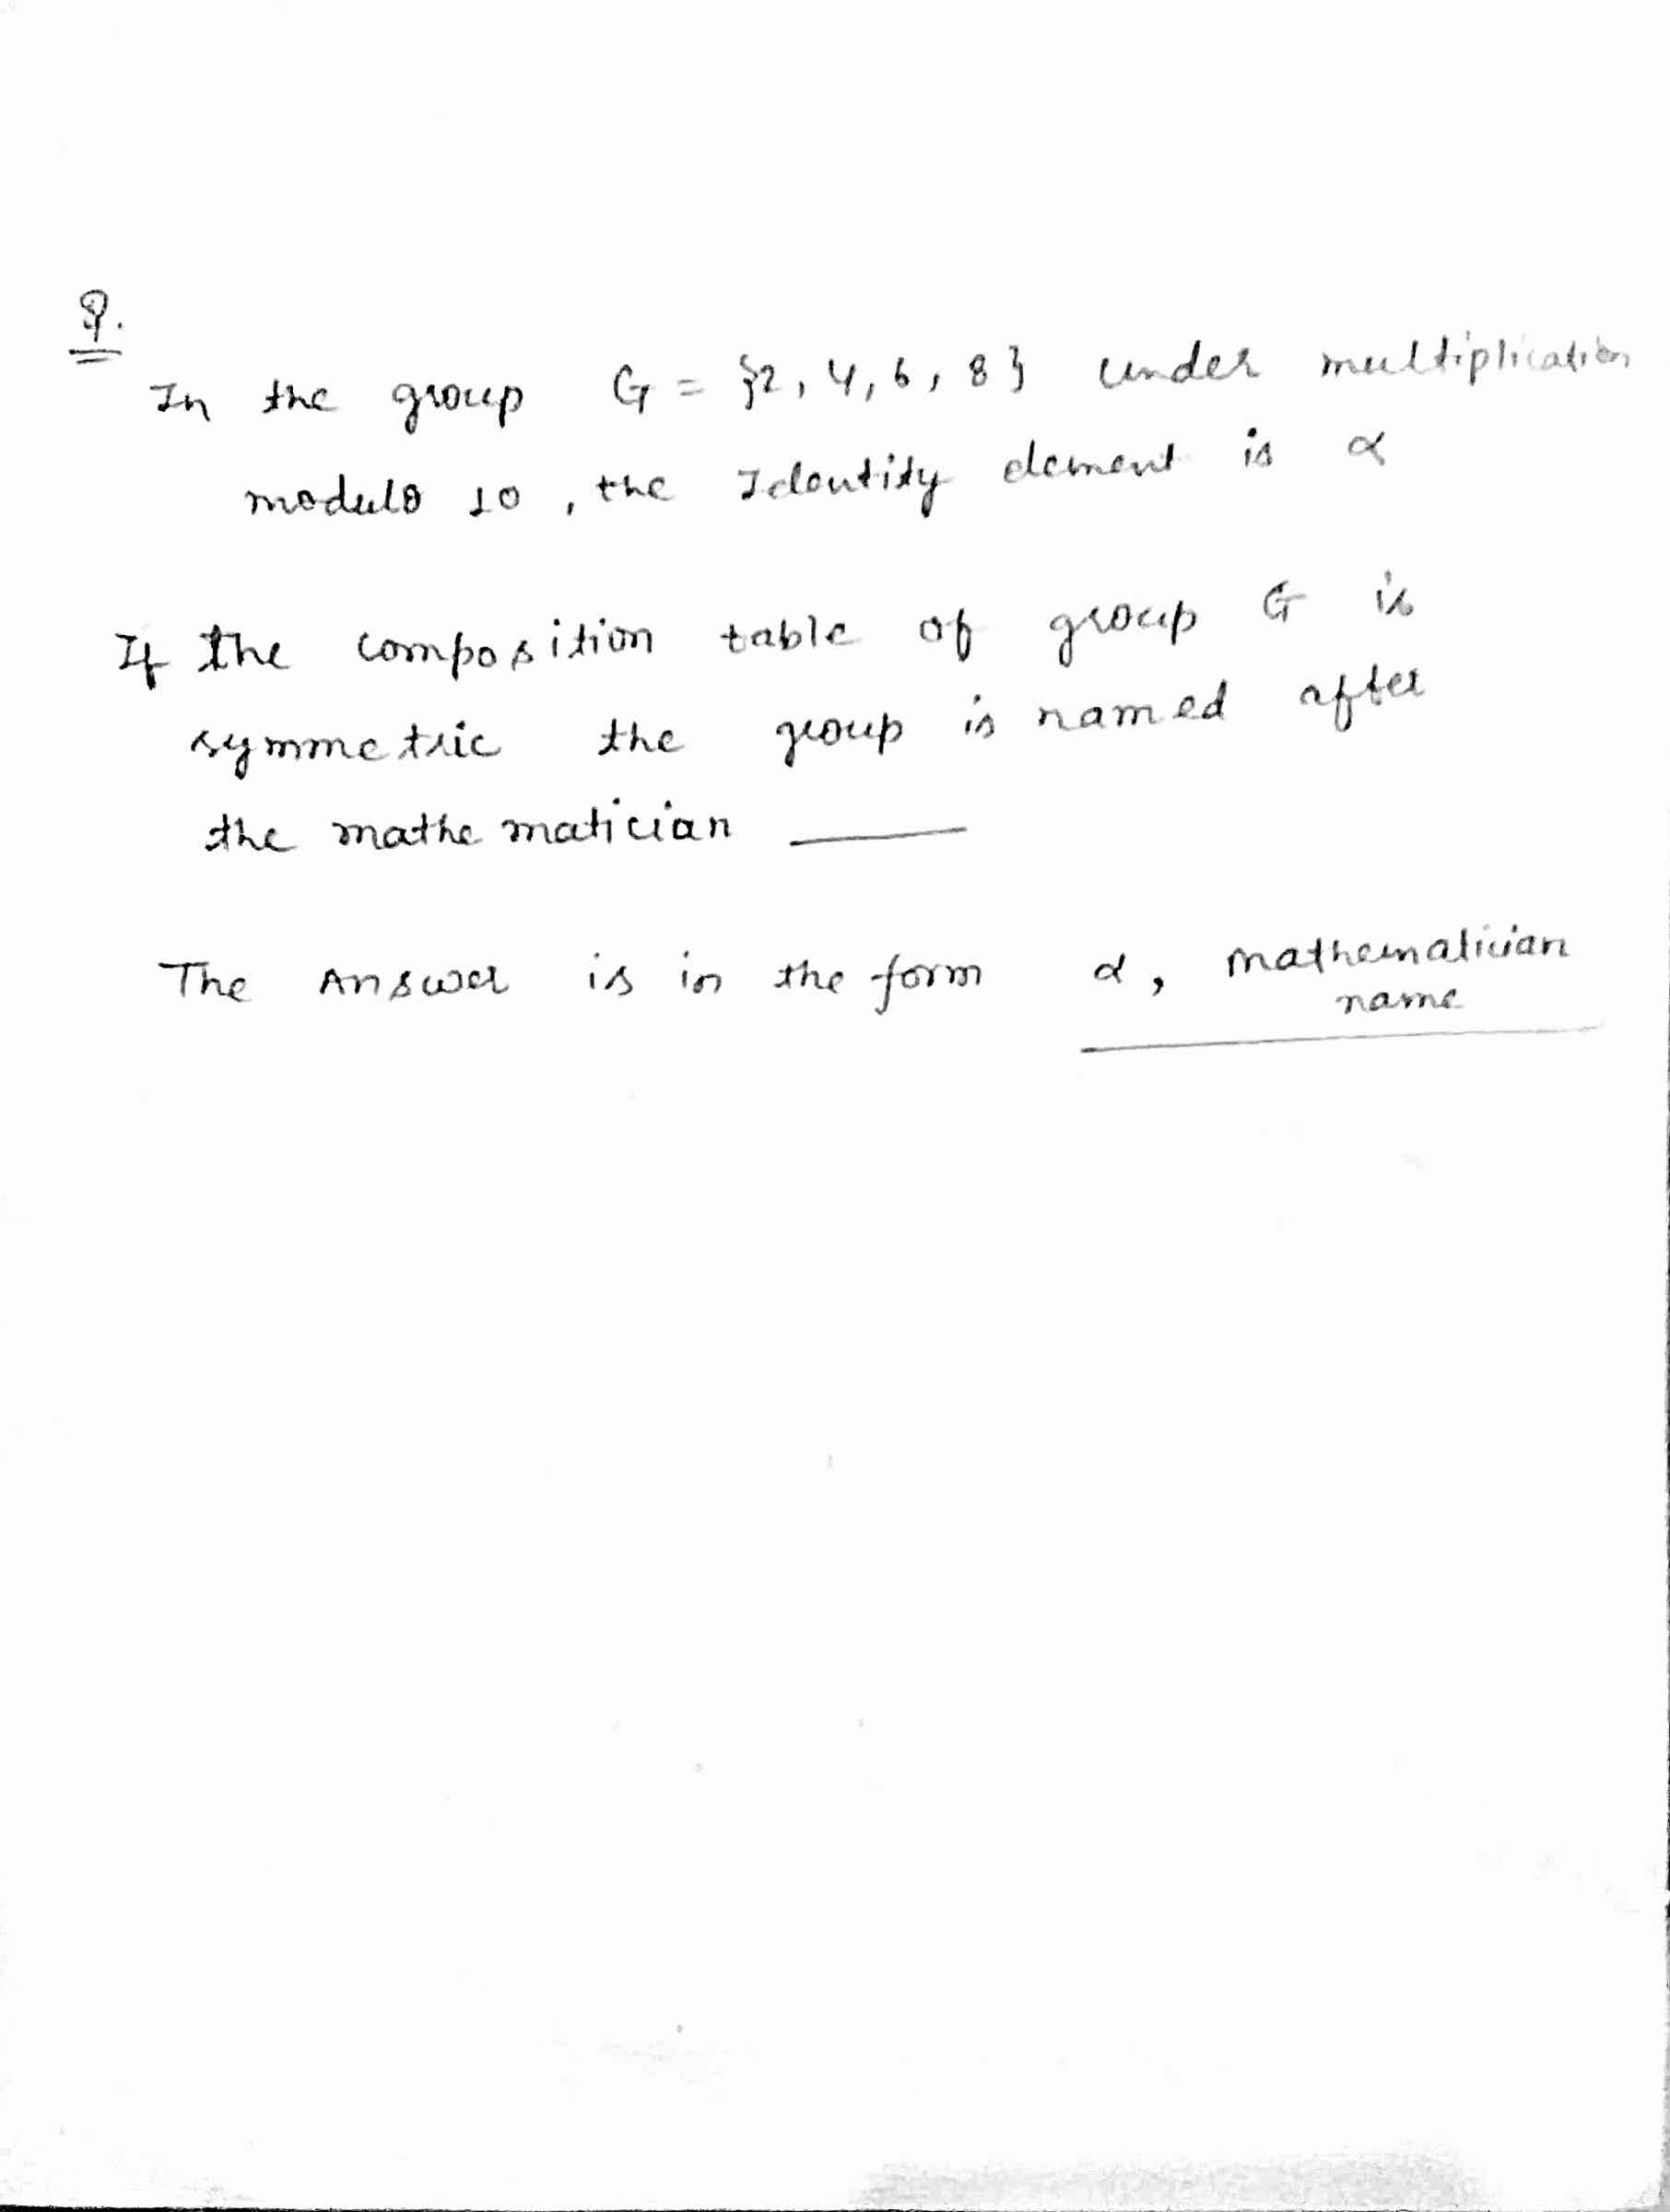 Q.
In the group G = {2, 4, 6, 8} under multiplication
modulo 10, the Identity element is α
If the composition table of group G is
symmetric the group is named after
the mathematician ______
The Answer is in the form α, mathematician
name